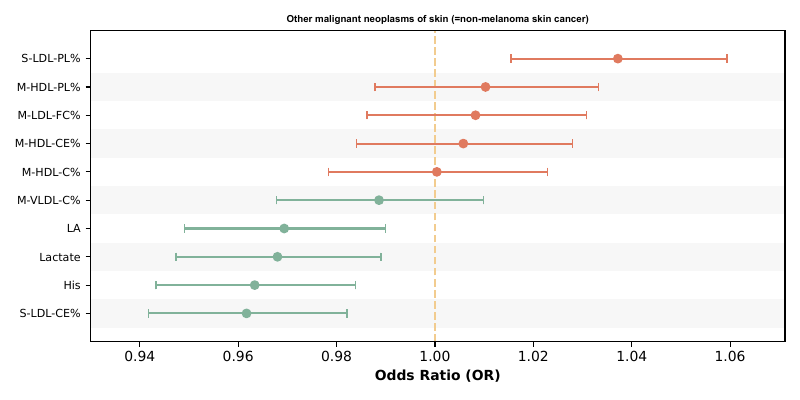 Other malignant neoplasms of skin (=non-melanoma skin cancer)
S-LDL-PL%
M-HDL-PL%
M-LDL-FC%
M-HDL-CE%
M-HDL-C%
M-VLDL-C%
LA
Lactate
His
S-LDL-CE%
0.94 0.96 0.98 1.00 1.02 1.04 1.06
Odds Ratio (OR)